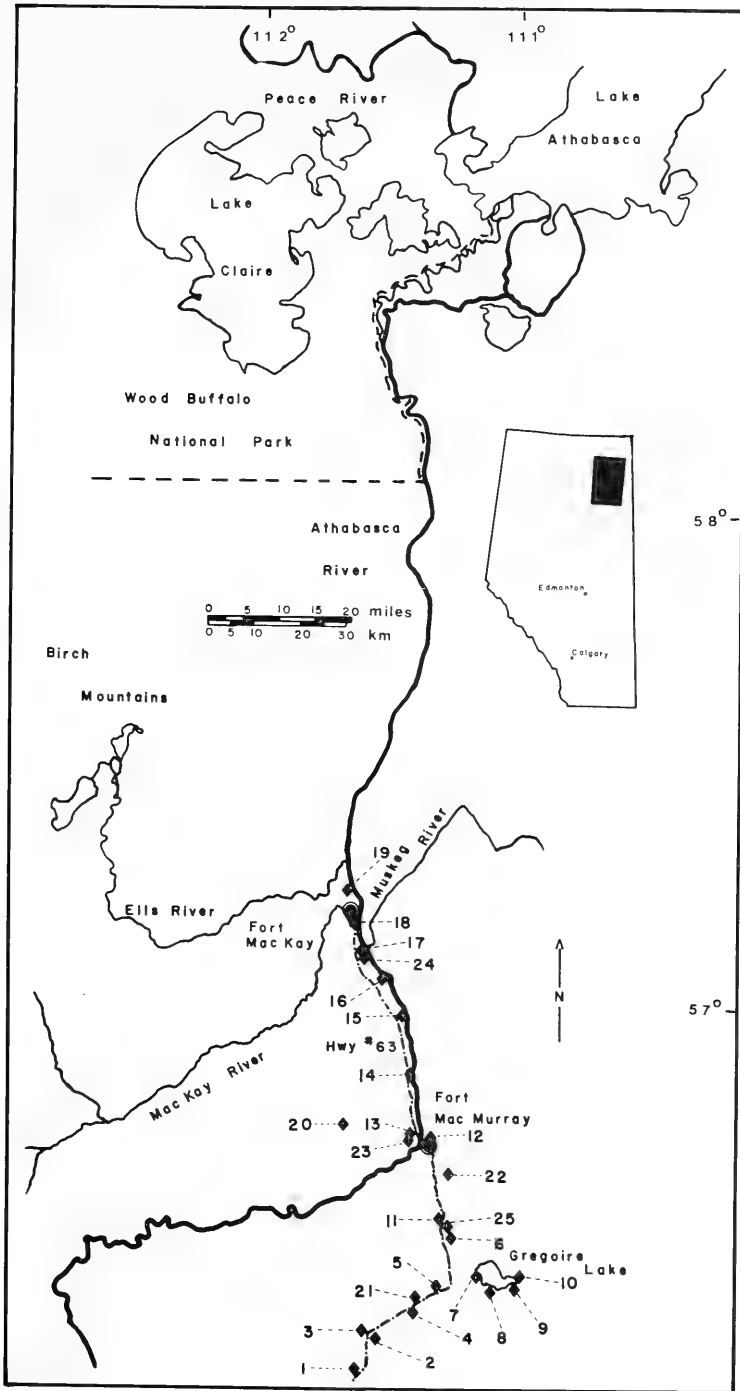 112° 111°
Peace River
Lake
Athabasca
Lake
Claire
Wood Buffalo
National Park
58°
Athabasca
River
Edmonton
0 5 10 15 20 miles
0 5 10 20 30 km
Calgary
Birch
Mountains
Muskeg River
19
Ells River
Fort
Mac Kay
18
17
24
N
16
57°
15
Hwy #63
14
Mac Kay River
Fort
Mac Murray
20
13
12
23
22
11
25
6
Gregoire
Lake
5
7
10
21
8
9
3
4
2
1